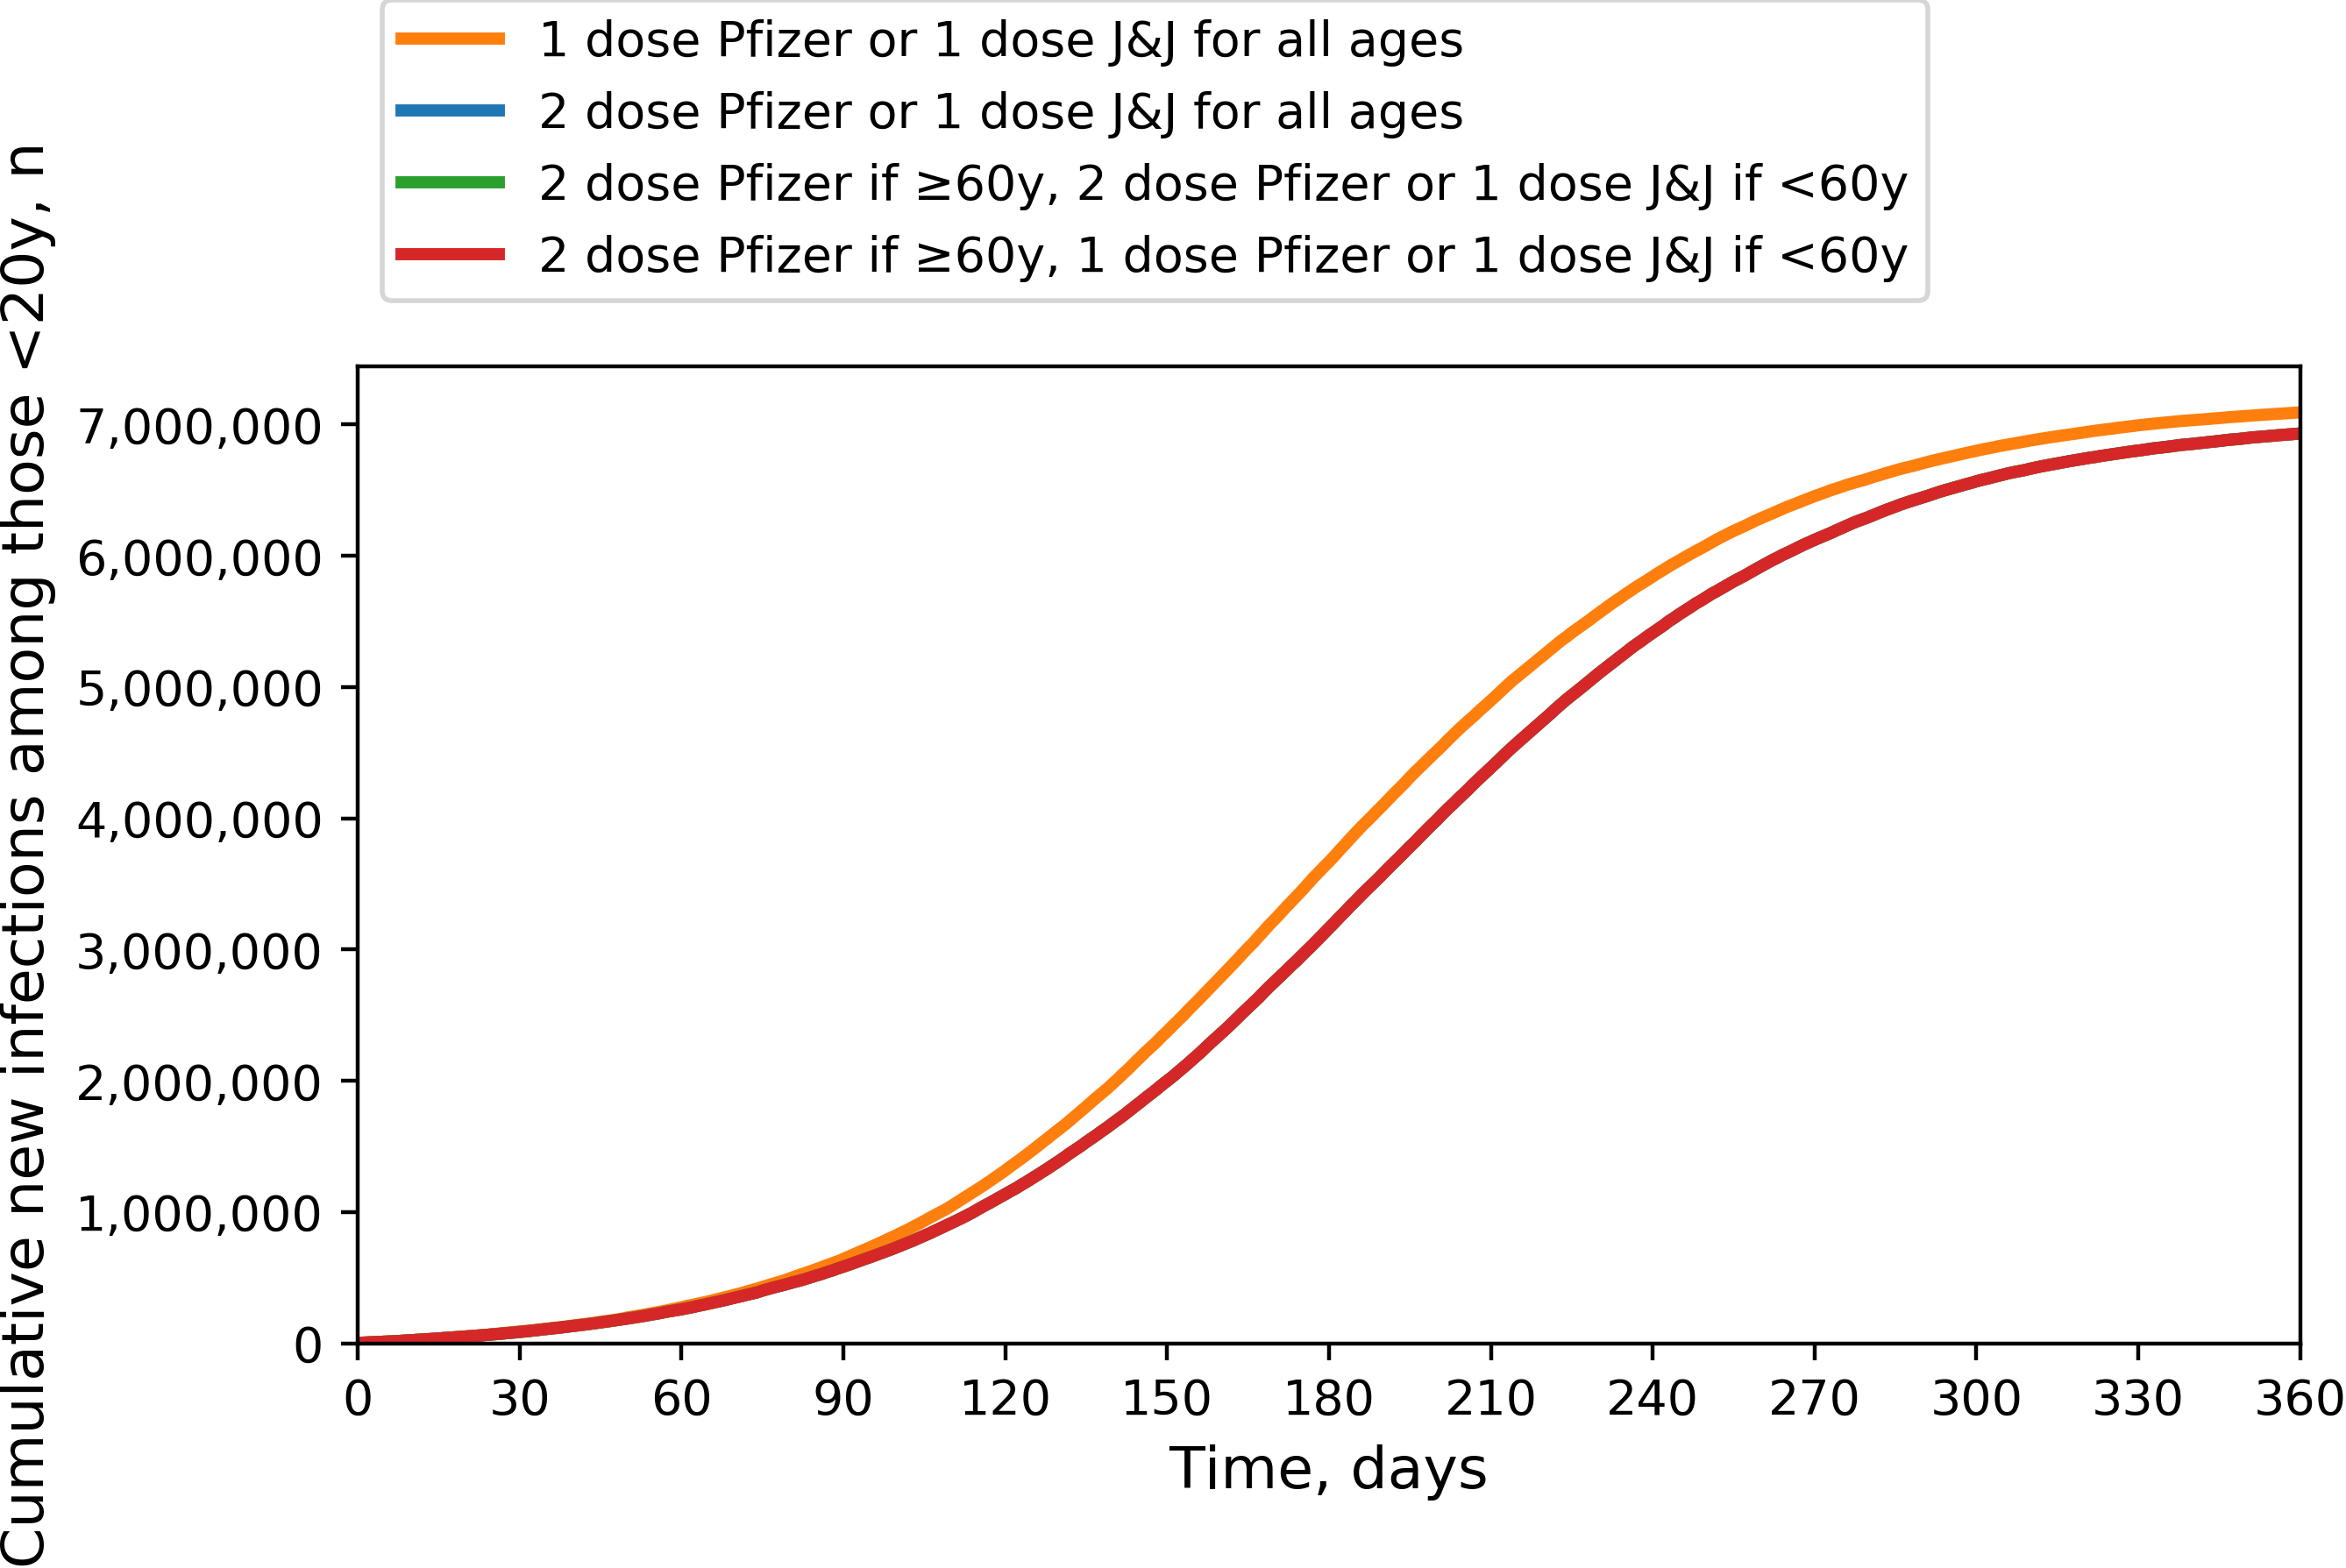 1 dose Pfizer or 1 dose J&J for all ages
2 dose Pfizer or 1 dose J&J for all ages
2 dose Pfizer if ≥60y, 2 dose Pfizer or 1 dose J&J if <60y
2 dose Pfizer if ≥60y, 1 dose Pfizer or 1 dose J&J if <60y
Cumulative new infections among those <20y, n
7,000,000
6,000,000
5,000,000
4,000,000
3,000,000
2,000,000
1,000,000
0
0 30 60 90 120 150 180 210 240 270 300 330 360
Time, days